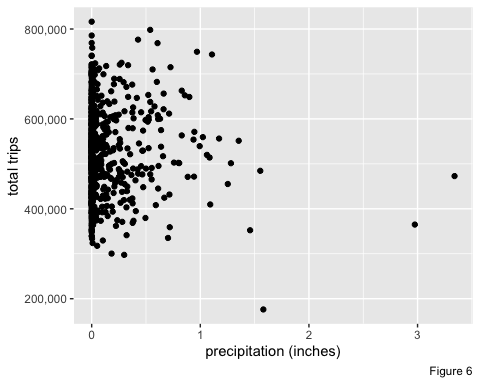 800,000
600,000
400,000
200,000
total trips
0 1 2 3
precipitation (inches)
Figure 6